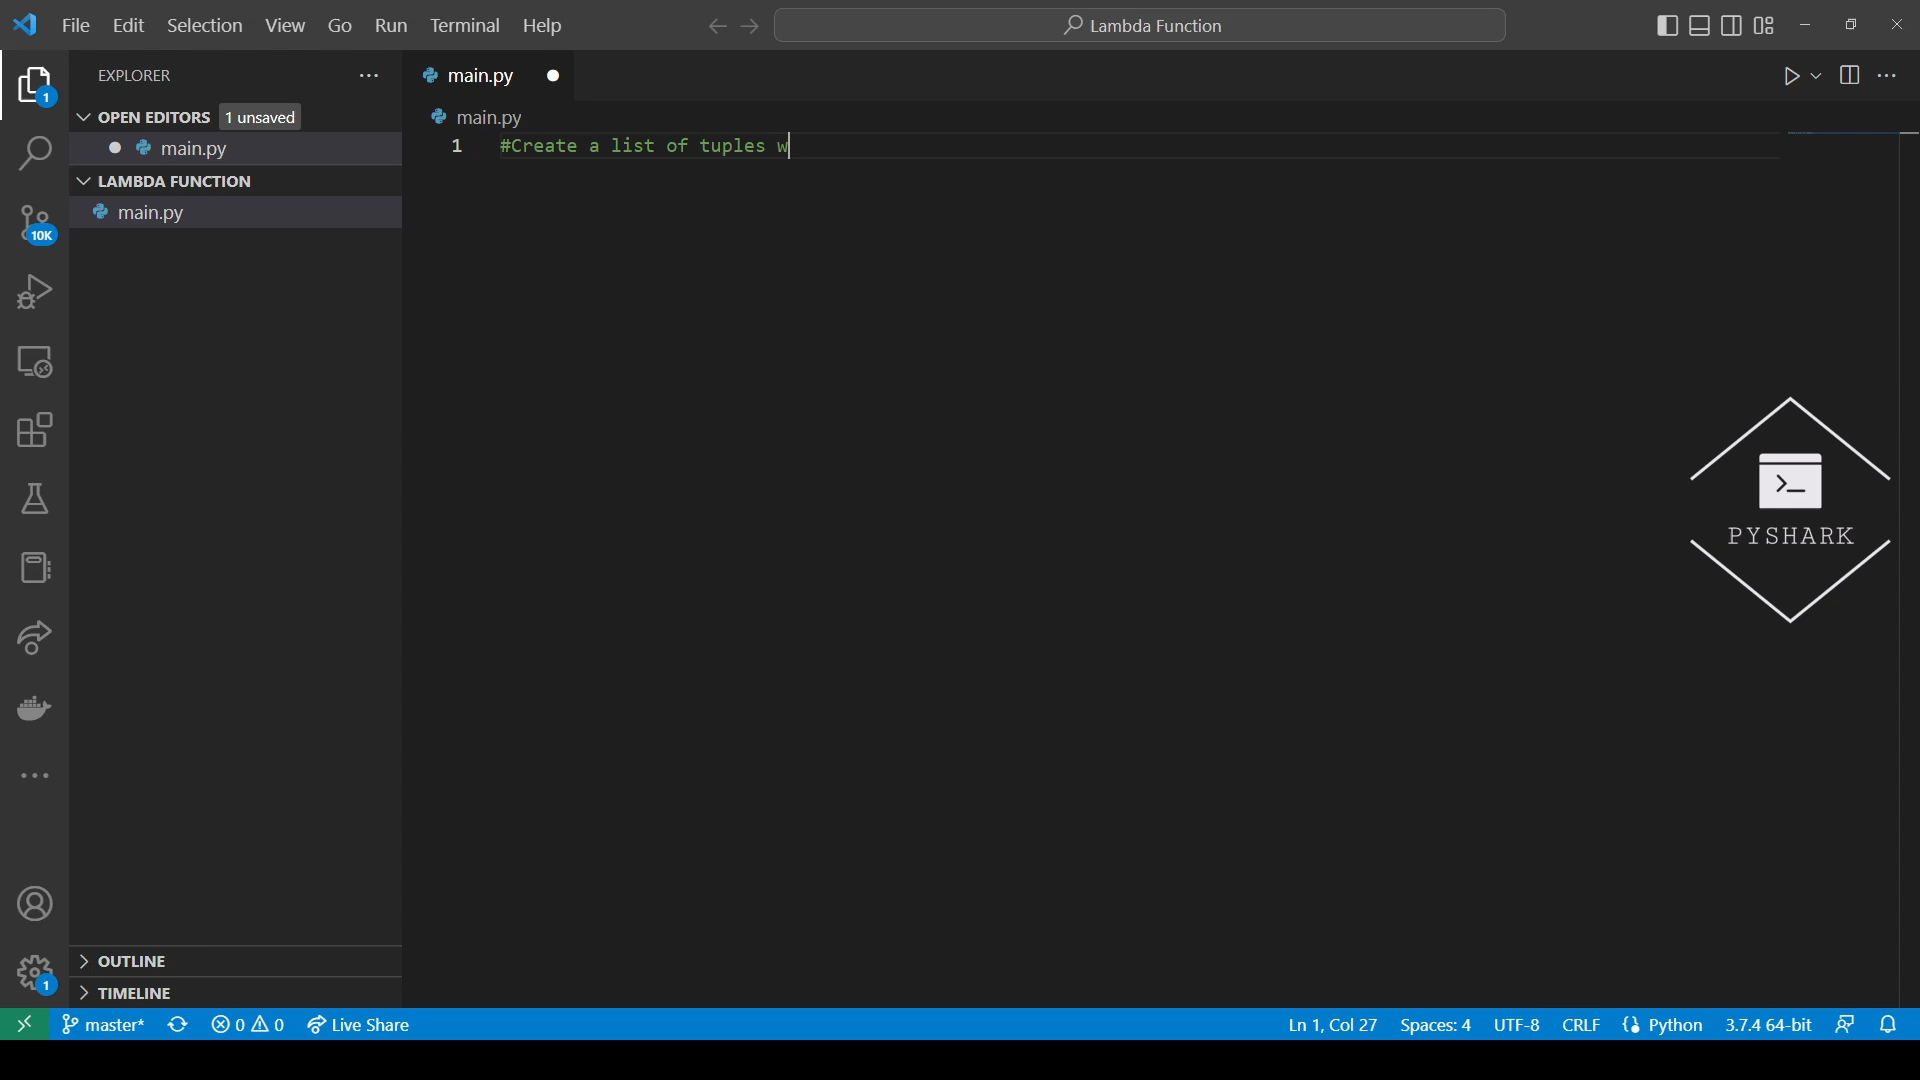 File Edit Selection View Go Run Terminal Help
Lambda Function
EXPLORER
1
OPEN EDITORS 1 unsaved
main.py
LAMBDA FUNCTION
main.py
10K
OUTLINE
TIMELINE
1
main.py
main.py
1 #Create a list of tuples w
>_
PYSHARK
master* 0 0 Live Share
Ln 1, Col 27 Spaces: 4 UTF-8 CRLF Python 3.7.4 64-bit